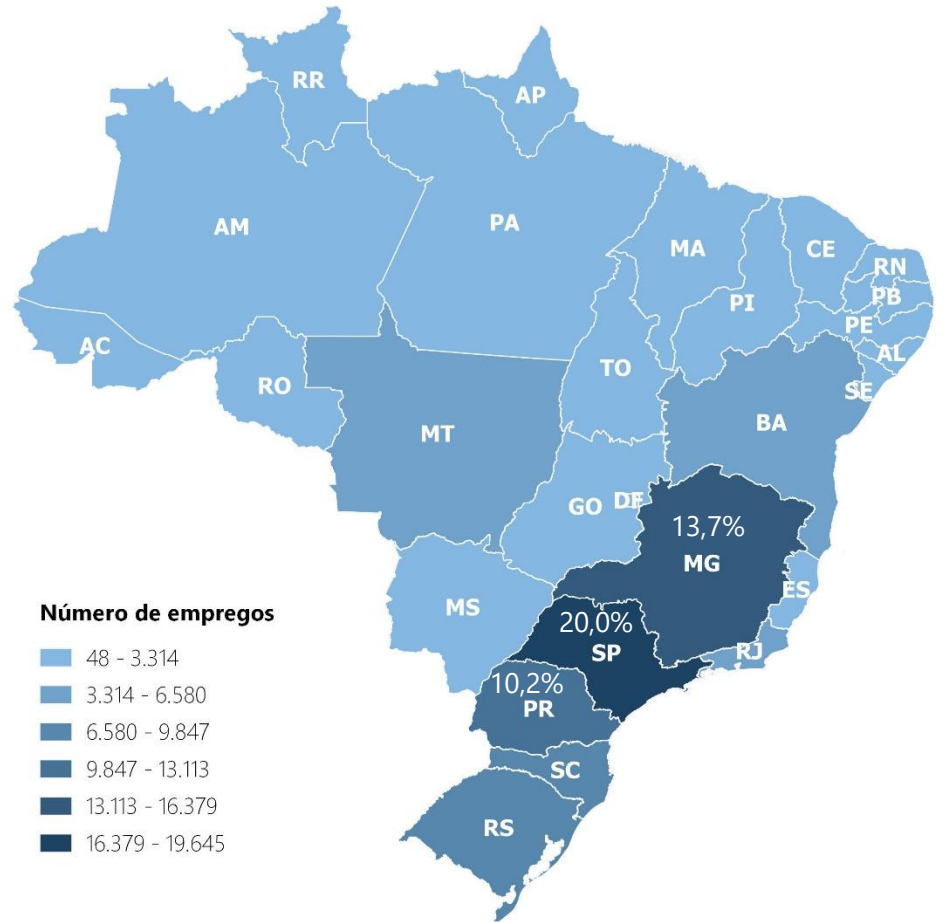 RR
AP
AM
PA
MA
CE
RN
PB
PI
PE
AL
SE
AC
RO
TO
BA
MT
GO
DF
13,7%
MG
ES
MS
20,0%
SP
RJ
10,2%
PR
SC
RS
Número de empregos
48 - 3.314
3.314 - 6.580
6.580 - 9.847
9.847 - 13.113
13.113 - 16.379
16.379 - 19.645